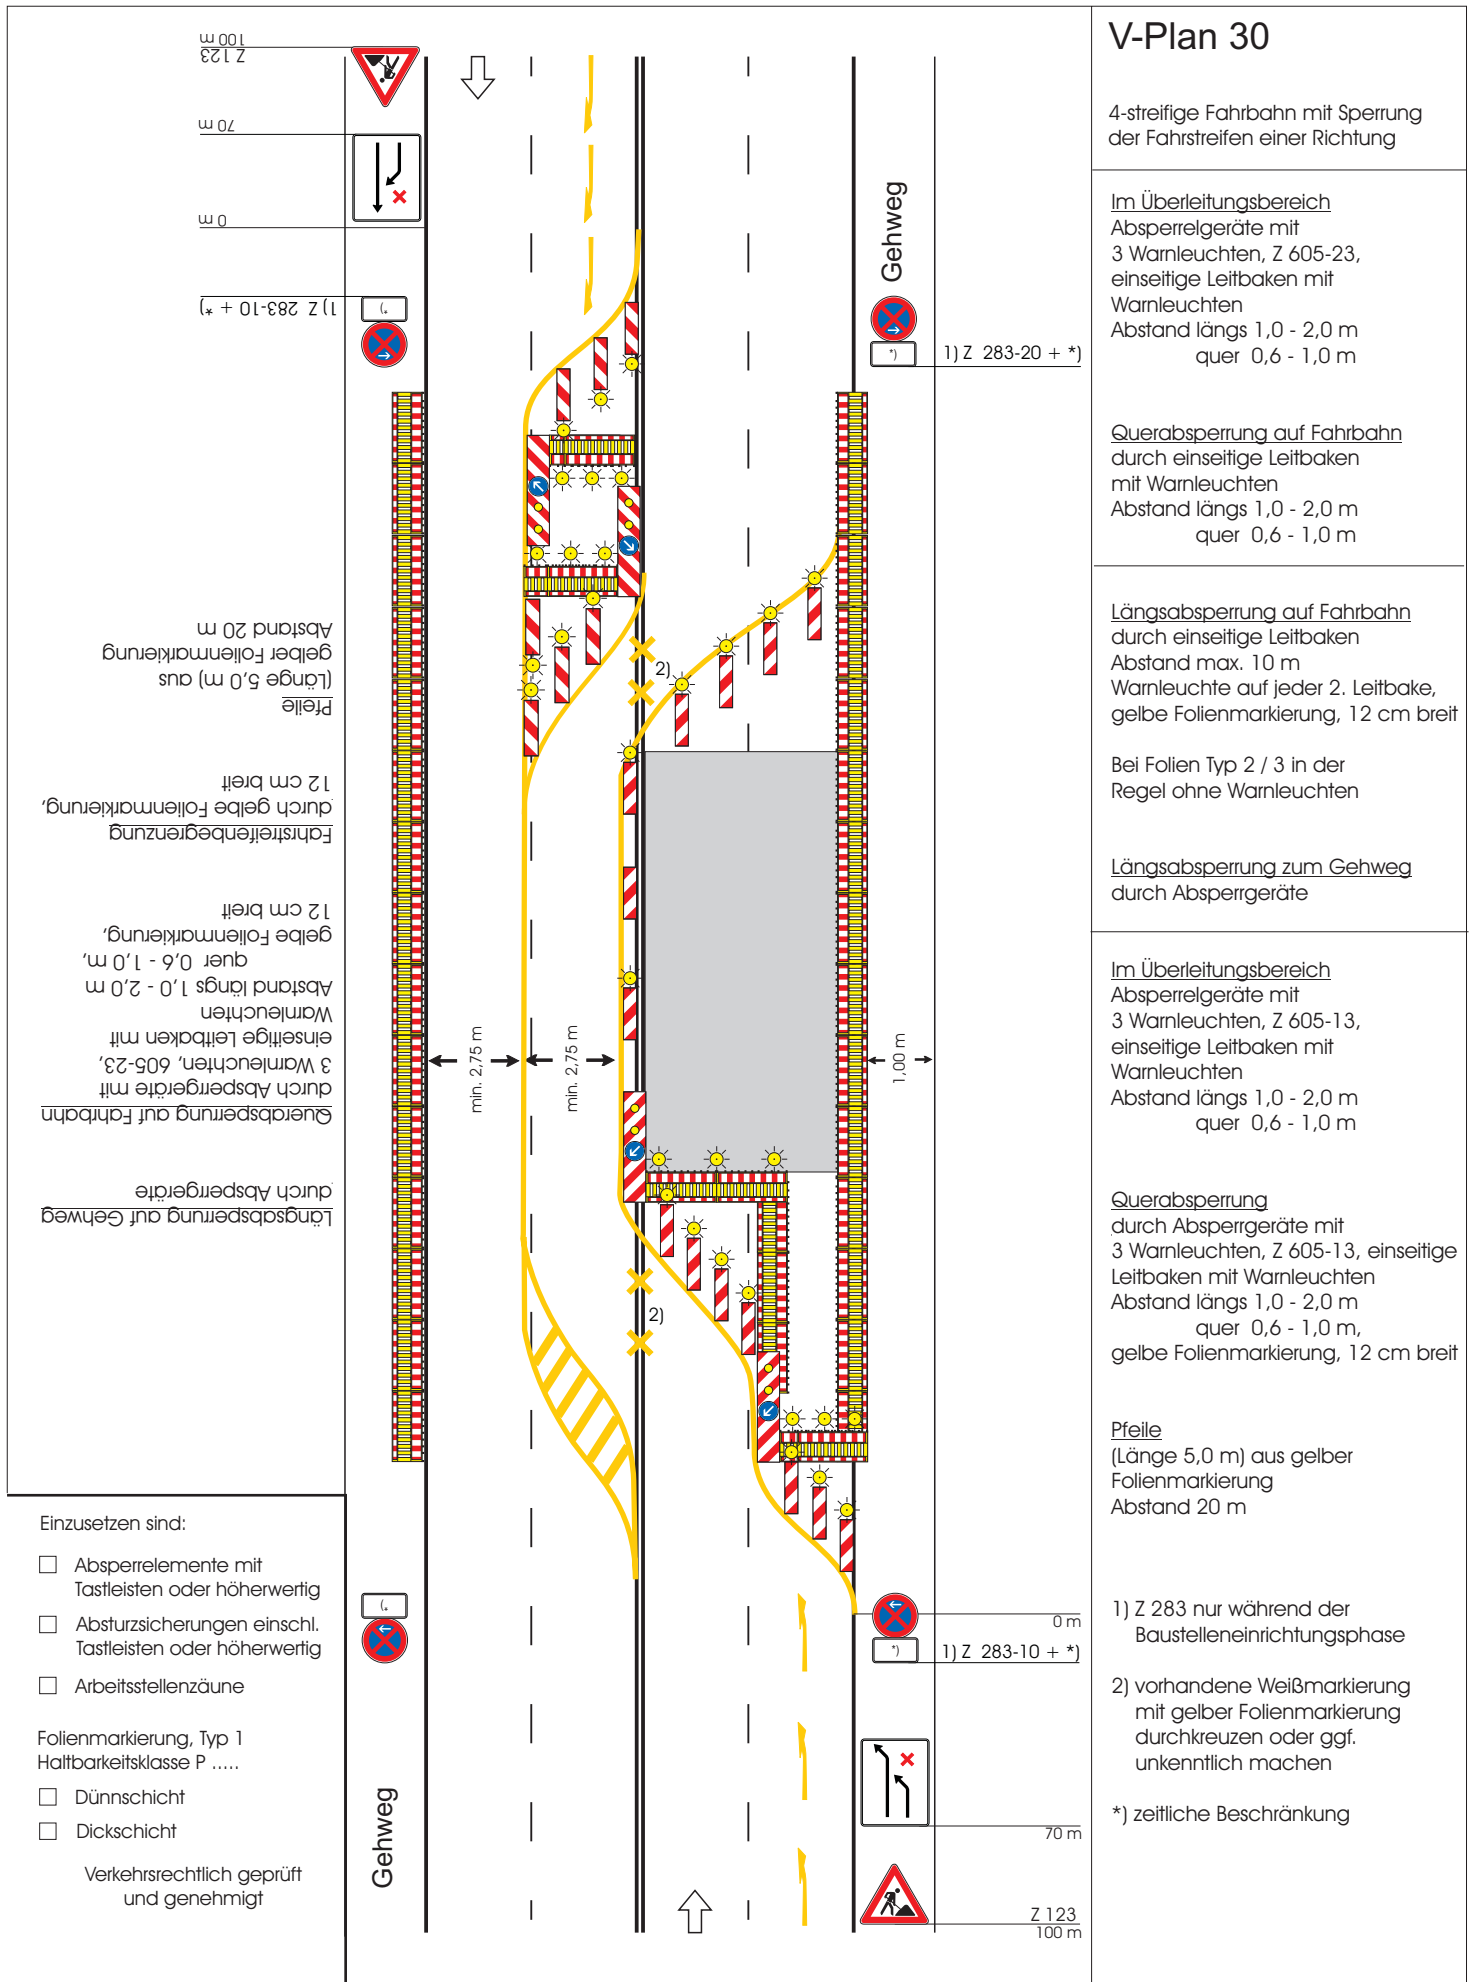 V-Plan 30
4-streifige Fahrbahn mit Sperrung
der Fahrstreifen einer Richtung
Im Überleitungsbereich
Absperrelgeräte mit
3 Warnleuchten, Z 605-23,
einseitige Leitbaken mit
Warnleuchten
Abstand längs 1,0 - 2,0 m
quer 0,6 - 1,0 m
Querabsperrung auf Fahrbahn
durch einseitige Leitbaken
mit Warnleuchten
Abstand längs 1,0 - 2,0 m
quer 0,6 - 1,0 m
Längsabsperrung auf Fahrbahn
durch einseitige Leitbaken
Abstand max. 10 m
Warnleuchte auf jeder 2. Leitbake,
gelbe Folienmarkierung, 12 cm breit
Bei Folien Typ 2 / 3 in der
Regel ohne Warnleuchten
Längsabsperrung zum Gehweg
durch Absperrgeräte
Im Überleitungsbereich
Absperrelgeräte mit
3 Warnleuchten, Z 605-13,
einseitige Leitbaken mit
Warnleuchten
Abstand längs 1,0 - 2,0 m
quer 0,6 - 1,0 m
Querabsperrung
durch Absperrgeräte mit
3 Warnleuchten, Z 605-13, einseitige
Leitbaken mit Warnleuchten
Abstand längs 1,0 - 2,0 m
quer 0,6 - 1,0 m,
gelbe Folienmarkierung, 12 cm breit
Pfeile
(Länge 5,0 m) aus gelber
Folienmarkierung
Abstand 20 m
1) Z 283 nur während der
Baustelleneinrichtungsphase
2) vorhandene Weißmarkierung
mit gelber Folienmarkierung
durchkreuzen oder ggf.
unkenntlich machen
*) zeitliche Beschränkung
Z 123
100 m
70 m
0 m
1) Z 283-10 + *)
*)
Gehweg
*)
1) Z 283-20 + *)
2)
min. 2,75 m
min. 2,75 m
1,00 m
2)
Längsabsperrung auf Gehweg
durch Absperrgeräte
Querabsperrung auf Fahrbahn
durch Absperrgeräte mit
3 Warnleuchten, 605-23,
einseitige Leitbaken mit
Warnleuchten
Abstand längs 1,0 - 2,0 m
quer 0,6 - 1,0 m,
gelbe Folienmarkierung,
12 cm breit
Fahrstreifenbegrenzung
durch gelbe Folienmarkierung,
12 cm breit
Pfeile
(Länge 5,0 m) aus
gelber Folienmarkierung
Abstand 20 m
*)
0 m
*)
1) Z 283-10 + *)
70 m
Z 123
100 m
Gehweg
Einzusetzen sind:
Absperrelemente mit
Tastleisten oder höherwertig
Absturzsicherungen einschl.
Tastleisten oder höherwertig
Arbeitsstellenzäune
Folienmarkierung, Typ 1
Haltbarkeitsklasse P .....
Dünnschicht
Dickschicht
Verkehrsrechtlich geprüft
und genehmigt